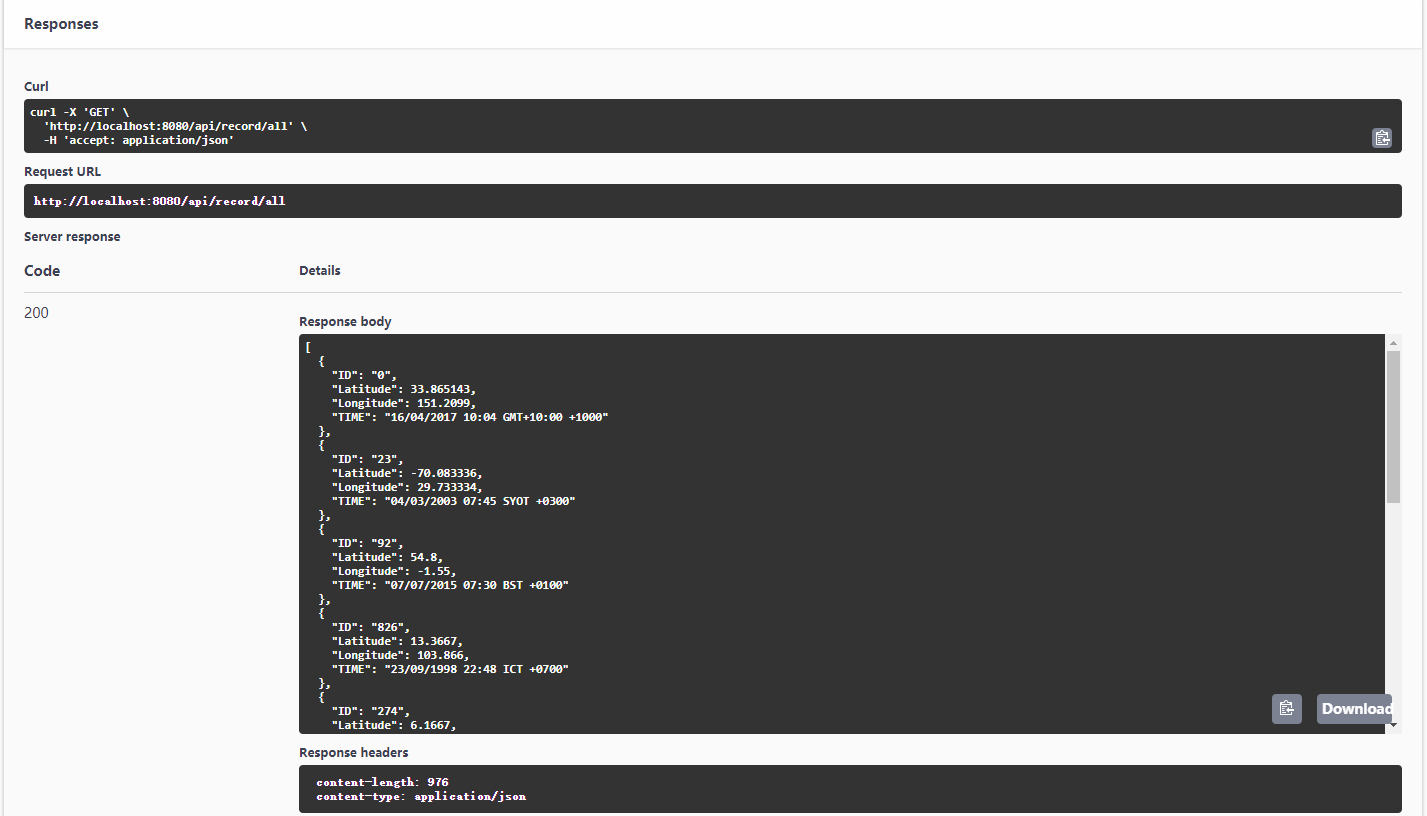 Responses
Curl
curl -X 'GET' \
  'http://localhost:8080/api/record/all' \
  -H 'accept: application/json'
Request URL
http://localhost:8080/api/record/all
Server response
Code Details
200
Response body
[
  {
    "ID": "0",
    "Latitude": 33.865143,
    "Longitude": 151.2099,
    "TIME": "16/04/2017 10:04 GMT+10:00 +1000"
  },
  {
    "ID": "23",
    "Latitude": -70.083336,
    "Longitude": 29.733334,
    "TIME": "04/03/2003 07:45 SYOT +0300"
  },
  {
    "ID": "92",
    "Latitude": 54.8,
    "Longitude": -1.55,
    "TIME": "07/07/2015 07:30 BST +0100"
  },
  {
    "ID": "826",
    "Latitude": 13.3667,
    "Longitude": 103.866,
    "TIME": "23/09/1998 22:48 ICT +0700"
  },
  {
    "ID": "274",
    "Latitude": 6.1667,
Download
Response headers
content-length: 976
content-type: application/json